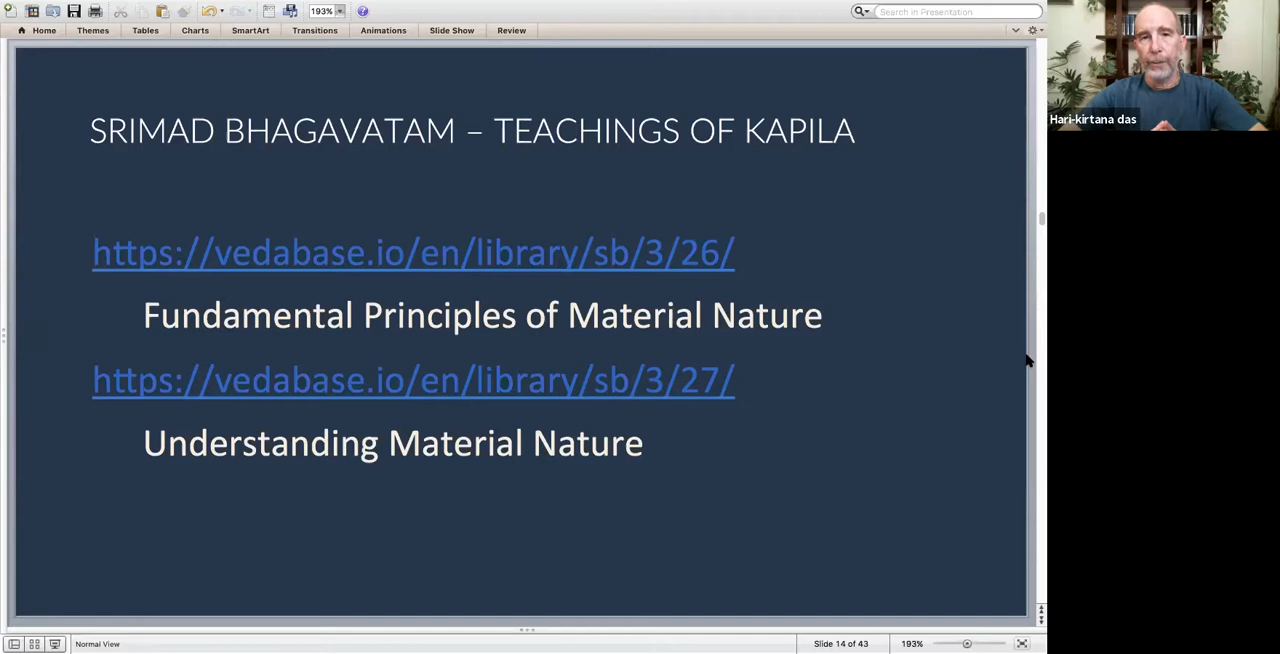 193%
Search in Presentation
Home
Themes
Tables
Charts
SmartArt
Transitions
Animations
Slide Show
Review
SRIMAD BHAGAVATAM – TEACHINGS OF KAPILA
https://vedabase.io/en/library/sb/3/26/
Fundamental Principles of Material Nature
https://vedabase.io/en/library/sb/3/27/
Understanding Material Nature
Hari-kirtana das
Normal View
Slide 14 of 43
193%